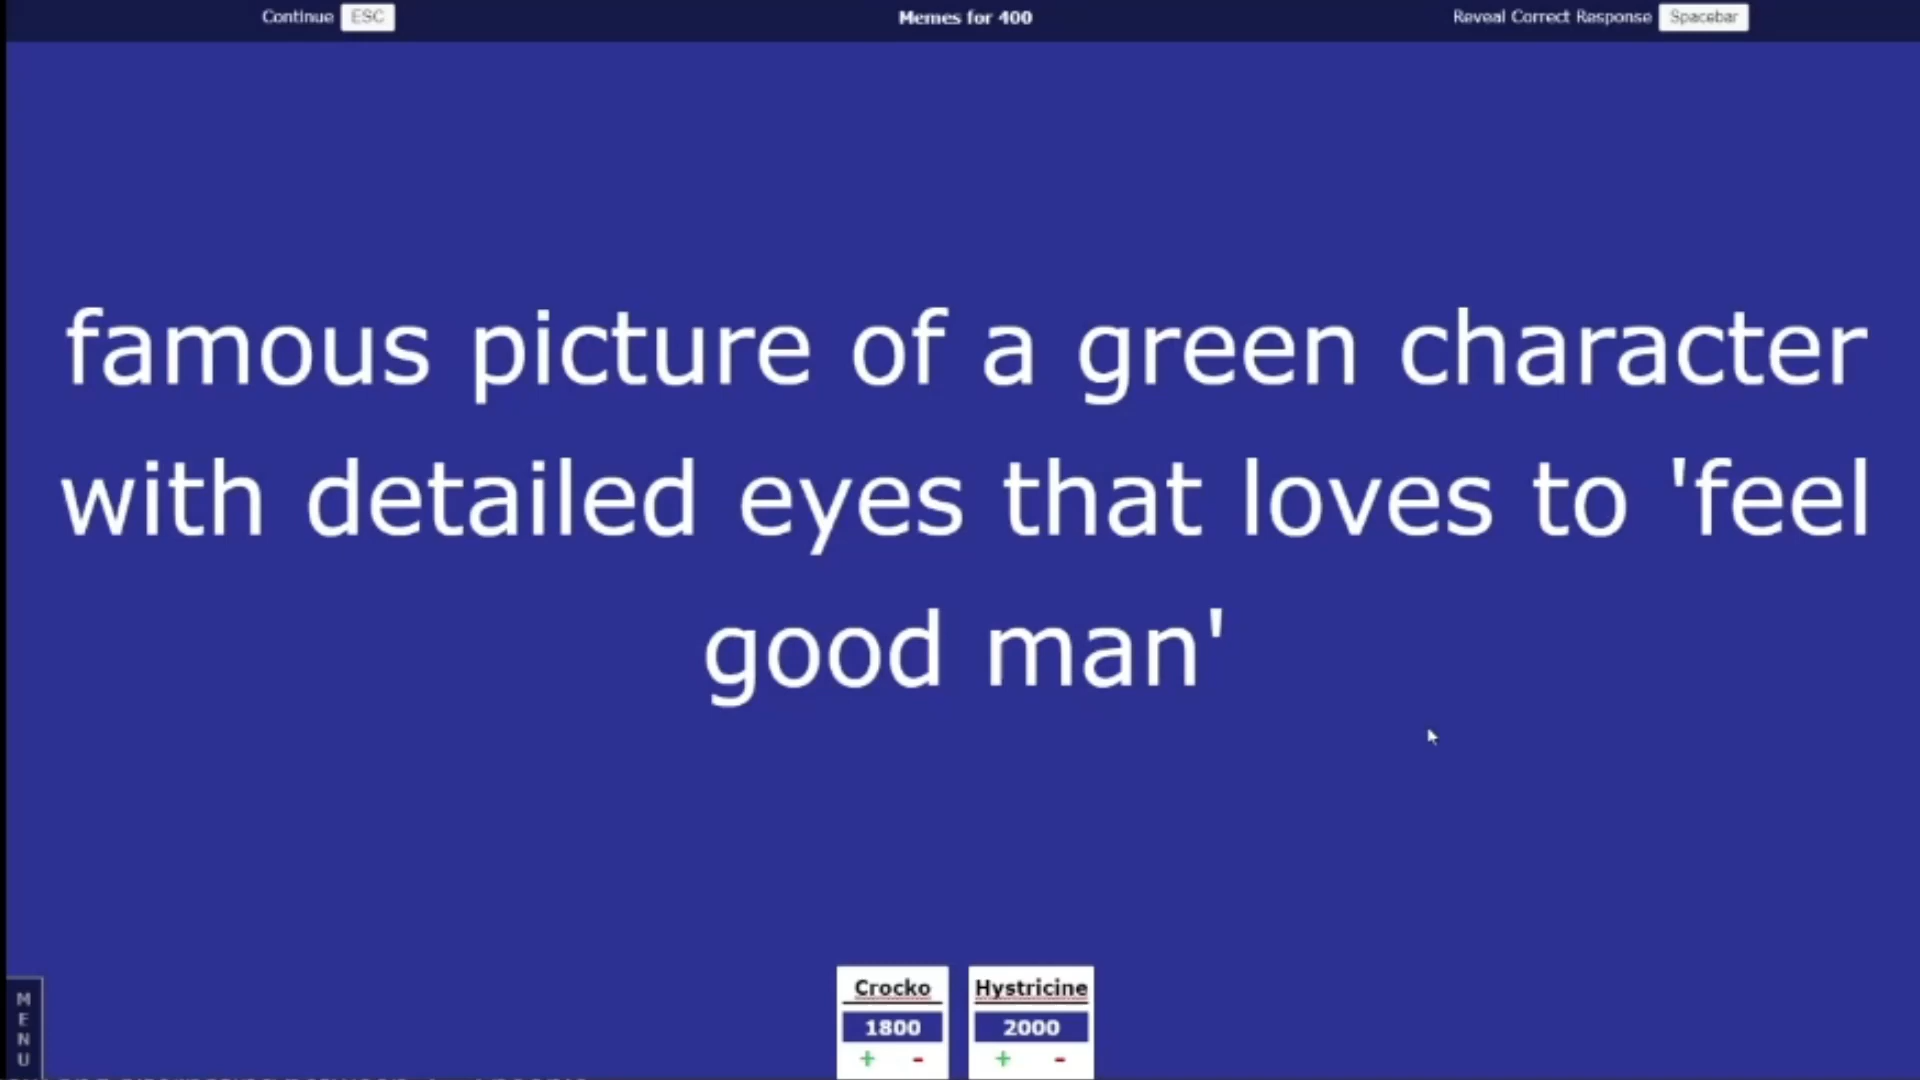 Continue ESC
Memes for 400
Reveal Correct Response Spacebar
famous picture of a green character
with detailed eyes that loves to 'feel
good man'
MENU
Crocko
1800
+ -
Hystricine
2000
+ -